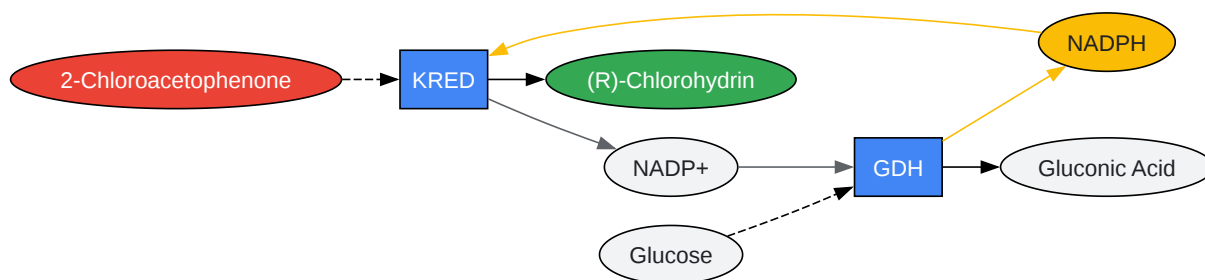 NADPH
2-Chloroacetophenone
KRED
(R)-Chlorohydrin
NADP+
GDH
Gluconic Acid
Glucose